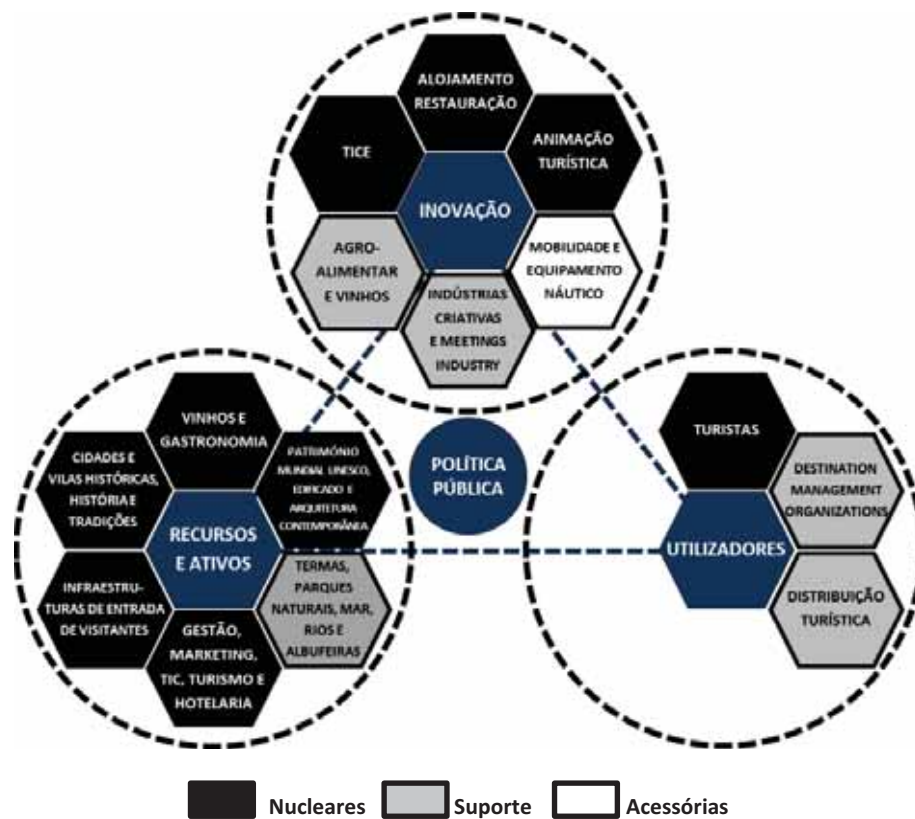 ALOJAMENTO
RESTAURAÇÃO
TICE
ANIMAÇÃO
TURÍSTICA
INOVAÇÃO
AGRO-
ALIMENTAR
E VINHOS
MOBILIDADE E
EQUIPAMENTO
NÁUTICO
INDÚSTRIAS
CRIATIVAS
E MEETINGS
INDUSTRY
VINHOS E
GASTRONOMIA
CIDADES E
VILAS HISTÓRICAS,
HISTÓRIA E
TRADIÇÕES
PATRIMÓNIO
MUNDIAL UNESCO,
EDIFICADO E
ARQUITETURA
CONTEMPORÂNEA
RECURSOS
E ATIVOS
INFRAESTRU-
TURAS DE ENTRADA
DE VISITANTES
TERMAS,
PARQUES
NATURAIS, MAR,
RIOS E
ALBUFEIRAS
GESTÃO,
MARKETING,
TIC, TURISMO E
HOTELARIA
POLÍTICA
PÚBLICA
TURISTAS
DESTINATION
MANAGEMENT
ORGANIZATIONS
UTILIZADORES
DISTRIBUIÇÃO
TURÍSTICA
Nucleares Suporte Acessórias